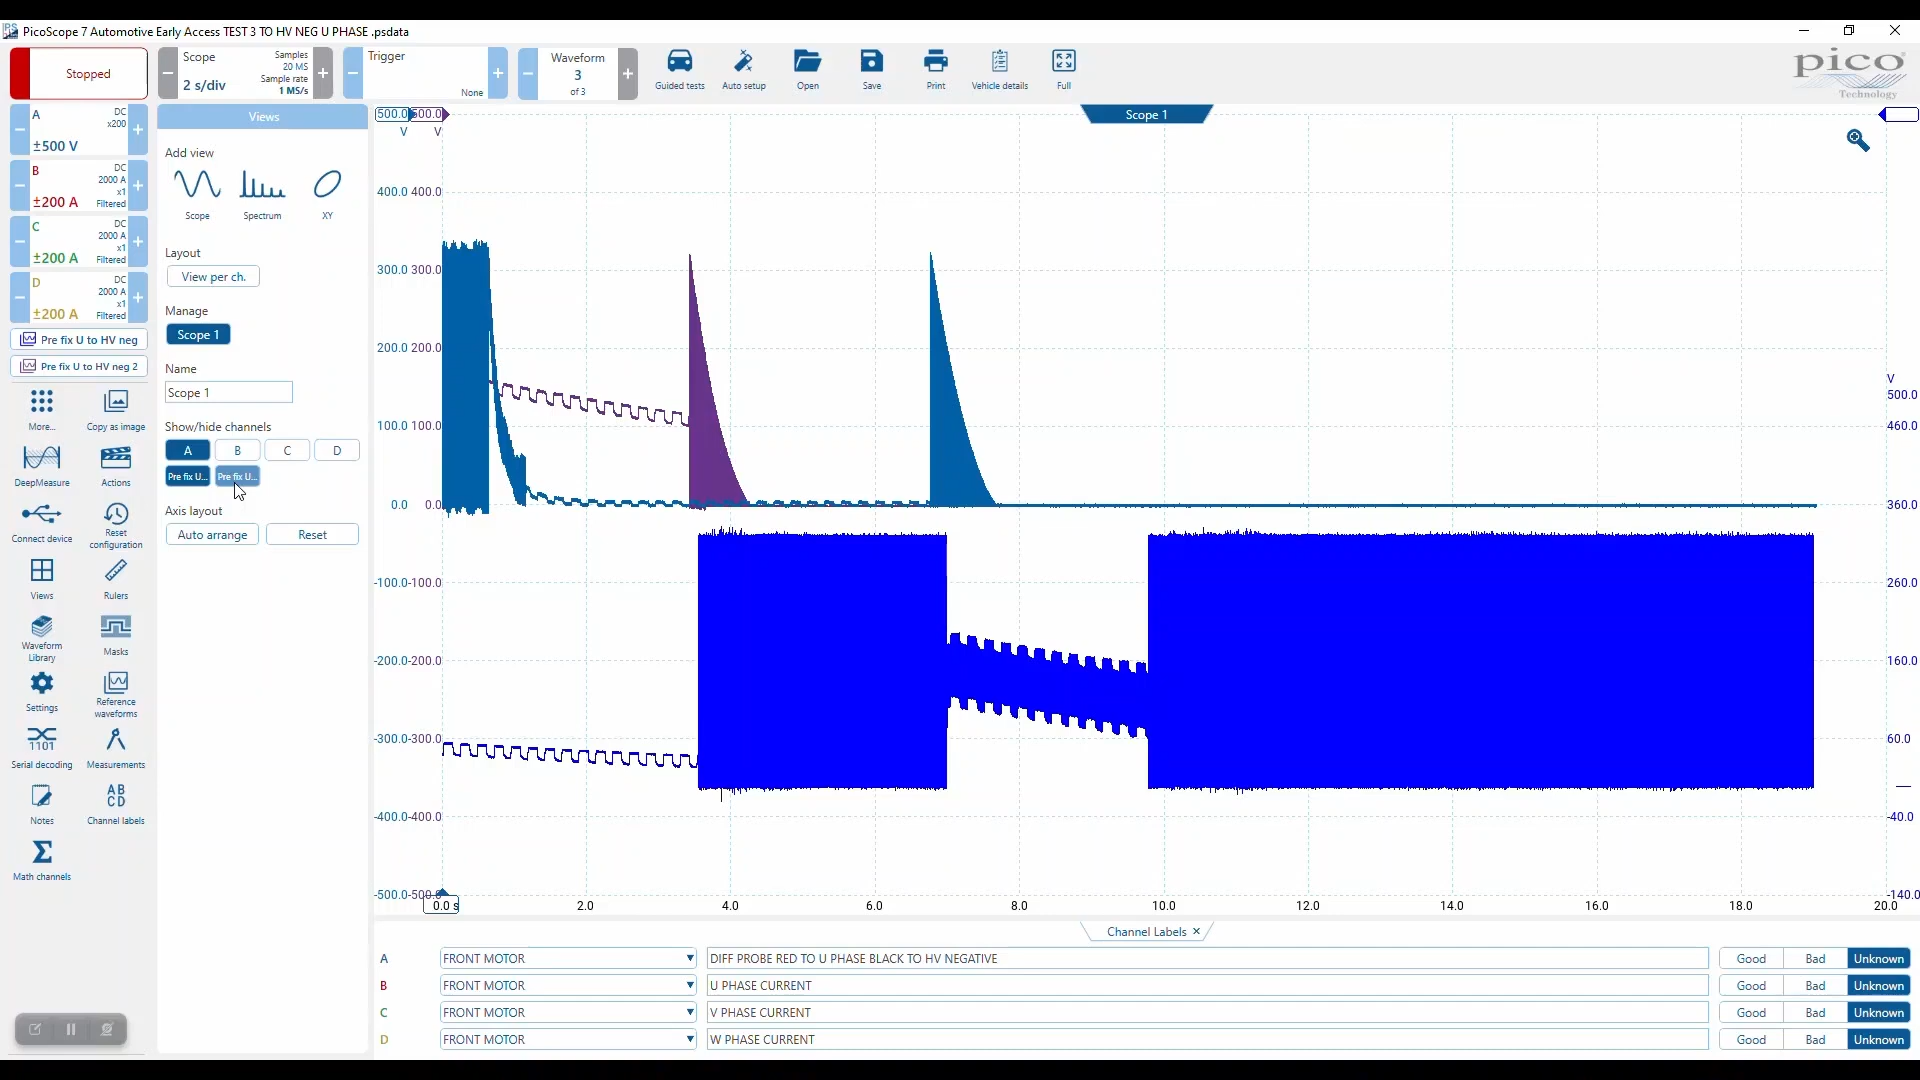 PicoScope 7 Automotive Early Access TEST 3 TO HV NEG U PHASE .psdata
Stopped
Scope
2 s/div
Samples
20 MS
Sample rate
1 MS/s
Trigger
None
Waveform
3
of 3
Guided tests
Auto setup
Open
Save
Print
Vehicle details
Full
pico
Technology
A
DC
x200
±500 V
B
DC
2000 A
x1
Filtered
±200 A
C
DC
2000 A
x1
Filtered
±200 A
D
DC
2000 A
x1
Filtered
±200 A
Pre fix U to HV neg
Pre fix U to HV neg 2
More...
Copy as image
DeepMeasure
Actions
Connect device
Reset
configuration
Views
Rulers
Waveform
Library
Masks
Settings
Reference
waveforms
1101
Serial decoding
Measurements
Notes
A B
C D
Channel labels
Math channels
Views
Add view
Scope
Spectrum
XY
Layout
View per ch.
Manage
Scope 1
Name
Scope 1
Show/hide channels
A B C D
Pre fix U... Pre fix U...
Axis layout
Auto arrange
Reset
Scope 1
500.0 500.0
V V
400.0 400.0
300.0 300.0
200.0 200.0
100.0 100.0
0.0 0.0
-100.0 -100.0
-200.0 -200.0
-300.0 -300.0
-400.0 -400.0
-500.0 -500.0
0.0 s 2.0 4.0 6.0 8.0 10.0 12.0 14.0 16.0 18.0 20.0
V
500.0
460.0
360.0
260.0
160.0
60.0
-40.0
-140.0
Channel Labels ×
A FRONT MOTOR DIFF PROBE RED TO U PHASE BLACK TO HV NEGATIVE Good Bad Unknown
B FRONT MOTOR U PHASE CURRENT Good Bad Unknown
C FRONT MOTOR V PHASE CURRENT Good Bad Unknown
D FRONT MOTOR W PHASE CURRENT Good Bad Unknown